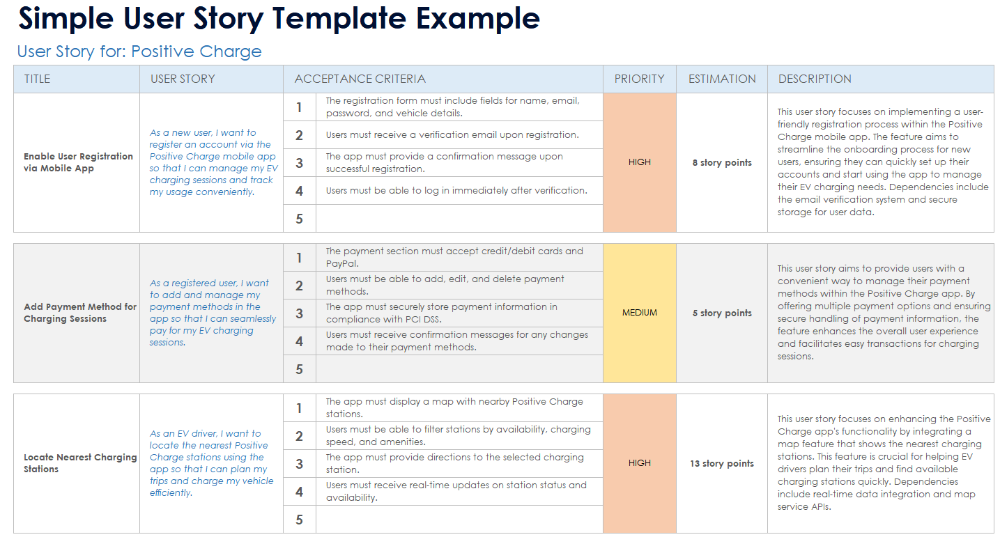 Simple User Story Template Example
User Story for: Positive Charge
TITLE
USER STORY
ACCEPTANCE CRITERIA
PRIORITY
ESTIMATION
DESCRIPTION
Enable User Registration
via Mobile App
As a new user, I want to
register an account via the
Positive Charge mobile app
so that I can manage my EV
charging sessions and track
my usage conveniently.
1
The registration form must include fields for name, email,
password, and vehicle details.
2
Users must receive a verification email upon registration.
3
The app must provide a confirmation message upon
successful registration.
4
Users must be able to log in immediately after verification.
5
HIGH
8 story points
This user story focuses on implementing a user-
friendly registration process within the Positive
Charge mobile app. The feature aims to
streamline the onboarding process for new
users, ensuring they can quickly set up their
accounts and start using the app to manage
their EV charging needs. Dependencies include
the email verification system and secure
storage for user data.
Add Payment Method for
Charging Sessions
As a registered user, I want
to add and manage my
payment methods in the
app so that I can seamlessly
pay for my EV charging
sessions.
1
The payment section must accept credit/debit cards and
PayPal.
2
Users must be able to add, edit, and delete payment
methods.
3
The app must securely store payment information in
compliance with PCI DSS.
4
Users must receive confirmation messages for any changes
made to their payment methods.
5
MEDIUM
5 story points
This user story aims to provide users with a
convenient way to manage their payment
methods within the Positive Charge app. By
offering multiple payment options and ensuring
secure handling of payment information, the
feature enhances the overall user experience
and facilitates easy transactions for charging
sessions.
Locate Nearest Charging
Stations
As an EV driver, I want to
locate the nearest Positive
Charge stations using the
app so that I can plan my
trips and charge my vehicle
efficiently.
1
The app must display a map with nearby Positive Charge
stations.
2
Users must be able to filter stations by availability, charging
speed, and amenities.
3
The app must provide directions to the selected charging
station.
4
Users must receive real-time updates on station status and
availability.
5
HIGH
13 story points
This user story focuses on enhancing the Positive
Charge app's functionality by integrating a
map feature that shows the nearest charging
stations. This feature is crucial for helping EV
drivers plan their trips and find available
charging stations quickly. Dependencies
include real-time data integration and map
service APIs.